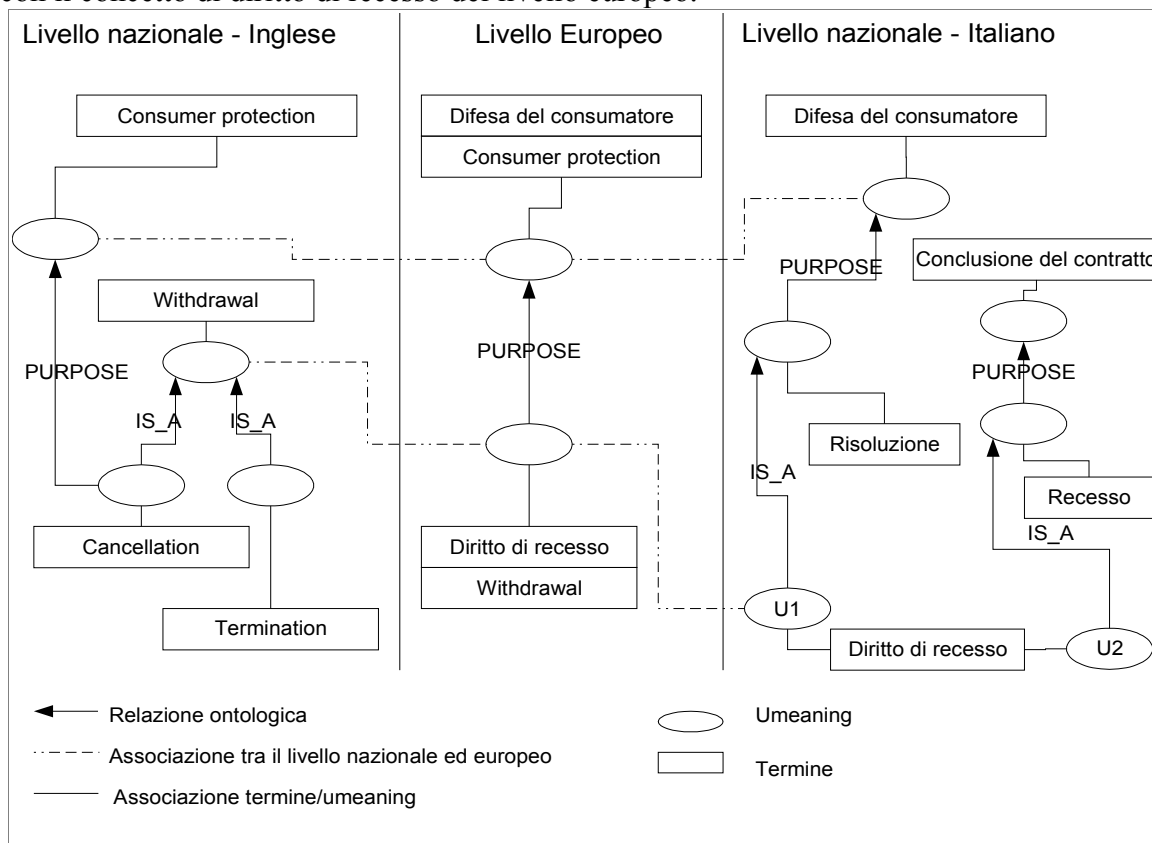 con il concetto di diritto di recesso del livello europeo.
Livello nazionale - Inglese
Livello Europeo
Livello nazionale - Italiano
Consumer protection
Difesa del consumatore
Consumer protection
Difesa del consumatore
Conclusione del contratto
PURPOSE
Withdrawal
PURPOSE
PURPOSE
PURPOSE
IS_A
IS_A
Risoluzione
IS_A
Recesso
IS_A
Cancellation
Diritto di recesso
Withdrawal
U1
Termination
Diritto di recesso
U2
Relazione ontologica
Umeaning
Associazione tra il livello nazionale ed europeo
Termine
Associazione termine/umeaning